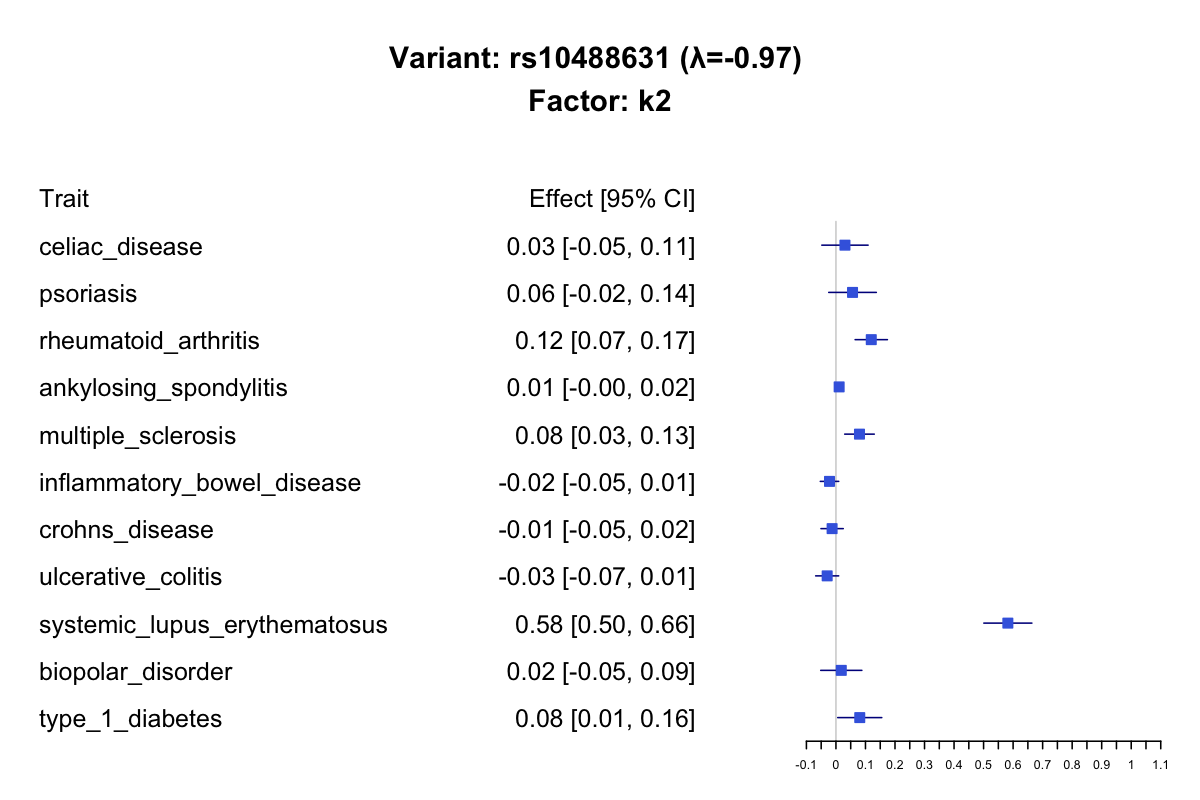 Variant: rs10488631 (λ=-0.97)
Factor: k2
Trait Effect [95% CI]
celiac_disease 0.03 [-0.05, 0.11]
psoriasis 0.06 [-0.02, 0.14]
rheumatoid_arthritis 0.12 [0.07, 0.17]
ankylosing_spondylitis 0.01 [-0.00, 0.02]
multiple_sclerosis 0.08 [0.03, 0.13]
inflammatory_bowel_disease -0.02 [-0.05, 0.01]
crohns_disease -0.01 [-0.05, 0.02]
ulcerative_colitis -0.03 [-0.07, 0.01]
systemic_lupus_erythematosus 0.58 [0.50, 0.66]
biopolar_disorder 0.02 [-0.05, 0.09]
type_1_diabetes 0.08 [0.01, 0.16]
-0.1 0 0.1 0.2 0.3 0.4 0.5 0.6 0.7 0.8 0.9 1 1.1